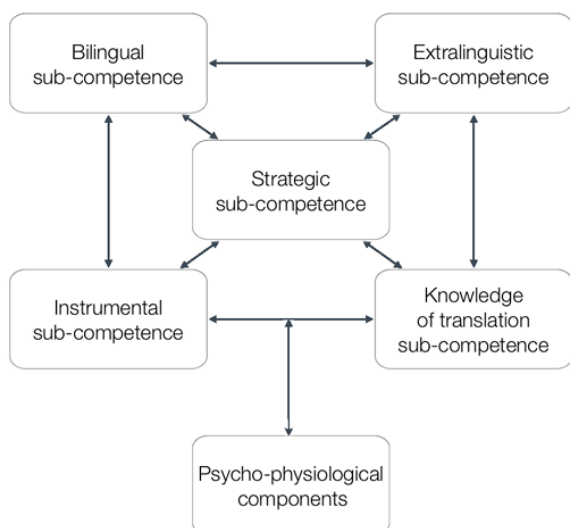 Bilingual
sub-competence
Extralinguistic
sub-competence
Strategic
sub-competence
Instrumental
sub-competence
Knowledge
of translation
sub-competence
Psycho-physiological
components